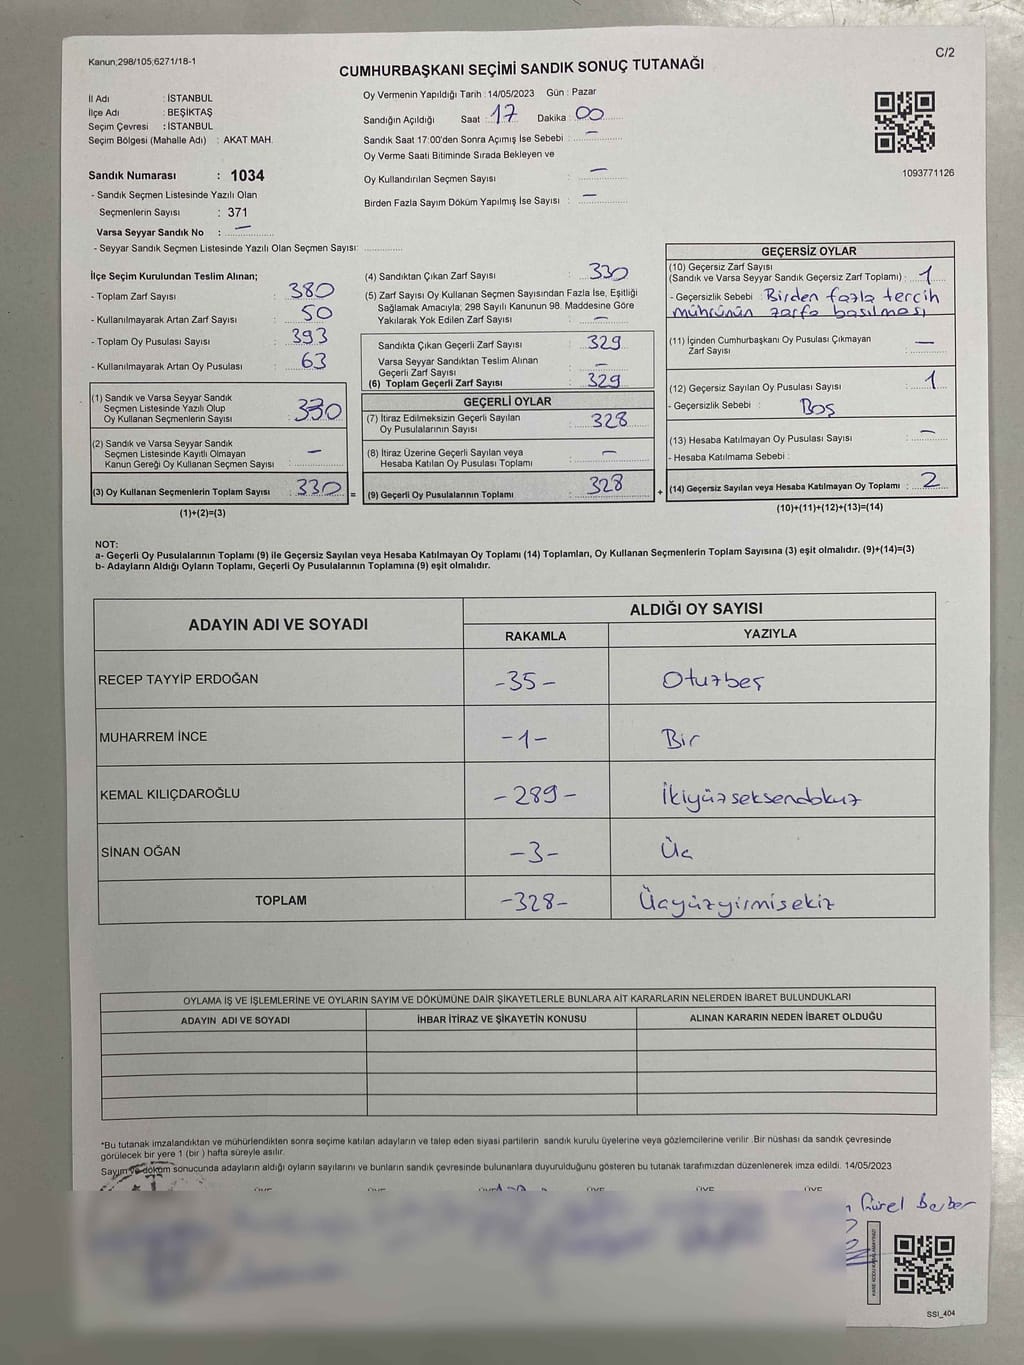 Kanun,298/105;6271/18-1
C/2
CUMHURBAŞKANI SEÇİMİ SANDIK SONUÇ TUTANAĞI
İl Adı : İSTANBUL
İlçe Adı : BEŞİKTAŞ
Seçim Çevresi : İSTANBUL
Seçim Bölgesi (Mahalle Adı) : AKAT MAH.
Oy Vermenin Yapıldığı Tarih : 14/05/2023 Gün : Pazar
Sandığın Açıldığı Saat : 17 Dakika : 00
Sandık Saat 17:00'den Sonra Açımış İse Sebebi : —
Oy Verme Saati Bitiminde Sırada Bekleyen ve
Oy Kullandırılan Seçmen Sayısı : —
Birden Fazla Sayım Döküm Yapılmış İse Sayısı : —
1093771126
Sandık Numarası : 1034
- Sandık Seçmen Listesinde Yazılı Olan
Seçmenlerin Sayısı : 371
Varsa Seyyar Sandık No : —
- Seyyar Sandık Seçmen Listesinde Yazılı Olan Seçmen Sayısı:
İlçe Seçim Kurulundan Teslim Alınan;
- Toplam Zarf Sayısı : 380
- Kullanılmayarak Artan Zarf Sayısı : 50
- Toplam Oy Pusulası Sayısı : 393
- Kullanılmayarak Artan Oy Pusulası : 63
(1) Sandık ve Varsa Seyyar Sandık
Seçmen Listesinde Yazılı Olup
Oy Kullanan Seçmenlerin Sayısı : 330
(2) Sandık ve Varsa Seyyar Sandık
Seçmen Listesinde Kayıtlı Olmayan
Kanun Gereği Oy Kullanan Seçmen Sayısı : —
(3) Oy Kullanan Seçmenlerin Toplam Sayısı : 330 =
(1)+(2)=(3)
(4) Sandıktan Çıkan Zarf Sayısı : 330
(5) Zarf Sayısı Oy Kullanan Seçmen Sayısından Fazla İse, Eşitliği
Sağlamak Amacıyla; 298 Sayılı Kanunun 98. Maddesine Göre
Yakılarak Yok Edilen Zarf Sayısı : —
Sandıkta Çıkan Geçerli Zarf Sayısı : 329
Varsa Seyyar Sandıktan Teslim Alınan
Geçerli Zarf Sayısı : —
(6) Toplam Geçerli Zarf Sayısı : 329
GEÇERLİ OYLAR
(7) İtiraz Edilmeksizin Geçerli Sayılan
Oy Pusulalarının Sayısı : 328
(8) İtiraz Üzerine Geçerli Sayılan veya
Hesaba Katılan Oy Pusulası Toplamı : —
(9) Geçerli Oy Pusulalarının Toplamı : 328 +
GEÇERSİZ OYLAR
(10) Geçersiz Zarf Sayısı
(Sandık ve Varsa Seyyar Sandık Geçersiz Zarf Toplamı) : 1
- Geçersizlik Sebebi : Birden fazla tercih
mührünün zarfa basılması
(11) İçinden Cumhurbaşkanı Oy Pusulası Çıkmayan
Zarf Sayısı : —
(12) Geçersiz Sayılan Oy Pusulası Sayısı : 1
- Geçersizlik Sebebi : Boş
(13) Hesaba Katılmayan Oy Pusulası Sayısı : —
- Hesaba Katılmama Sebebi :
(14) Geçersiz Sayılan veya Hesaba Katılmayan Oy Toplamı : 2
(10)+(11)+(12)+(13)=(14)
NOT:
a- Geçerli Oy Pusulalarının Toplamı (9) ile Geçersiz Sayılan veya Hesaba Katılmayan Oy Toplamı (14) Toplamları, Oy Kullanan Seçmenlerin Toplam Sayısına (3) eşit olmalıdır. (9)+(14)=(3)
b- Adayların Aldığı Oyların Toplamı, Geçerli Oy Pusulalarının Toplamına (9) eşit olmalıdır.
ADAYIN ADI VE SOYADI
ALDIĞI OY SAYISI
RAKAMLA YAZIYLA
RECEP TAYYİP ERDOĞAN -35- Otuzbeş
MUHARREM İNCE -1- Bir
KEMAL KILIÇDAROĞLU -289- İkiyüzseksendokuz
SİNAN OĞAN -3- Üç
TOPLAM -328- Üçyüzyirmisekiz
OYLAMA İŞ VE İŞLEMLERİNE VE OYLARIN SAYIM VE DÖKÜMÜNE DAİR ŞİKAYETLERLE BUNLARA AİT KARARLARIN NELERDEN İBARET BULUNDUKLARI
ADAYIN ADI VE SOYADI İHBAR İTİRAZ VE ŞİKAYETİN KONUSU ALINAN KARARIN NEDEN İBARET OLDUĞU
*Bu tutanak imzalandıktan ve mühürlendikten sonra seçime katılan adayların ve talep eden siyasi partilerin sandık kurulu üyelerine veya gözlemcilerine verilir .Bir nüshası da sandık çevresinde
görülecek bir yere 1 (bir ) hafta süreyle asılır.
Sayım ve döküm sonucunda adayların aldığı oyların sayılarını ve bunların sandık çevresinde bulunanlara duyurulduğunu gösteren bu tutanak tarafımızdan düzenlenerek imza edildi. 14/05/2023
Gürel Berber
SSI_404